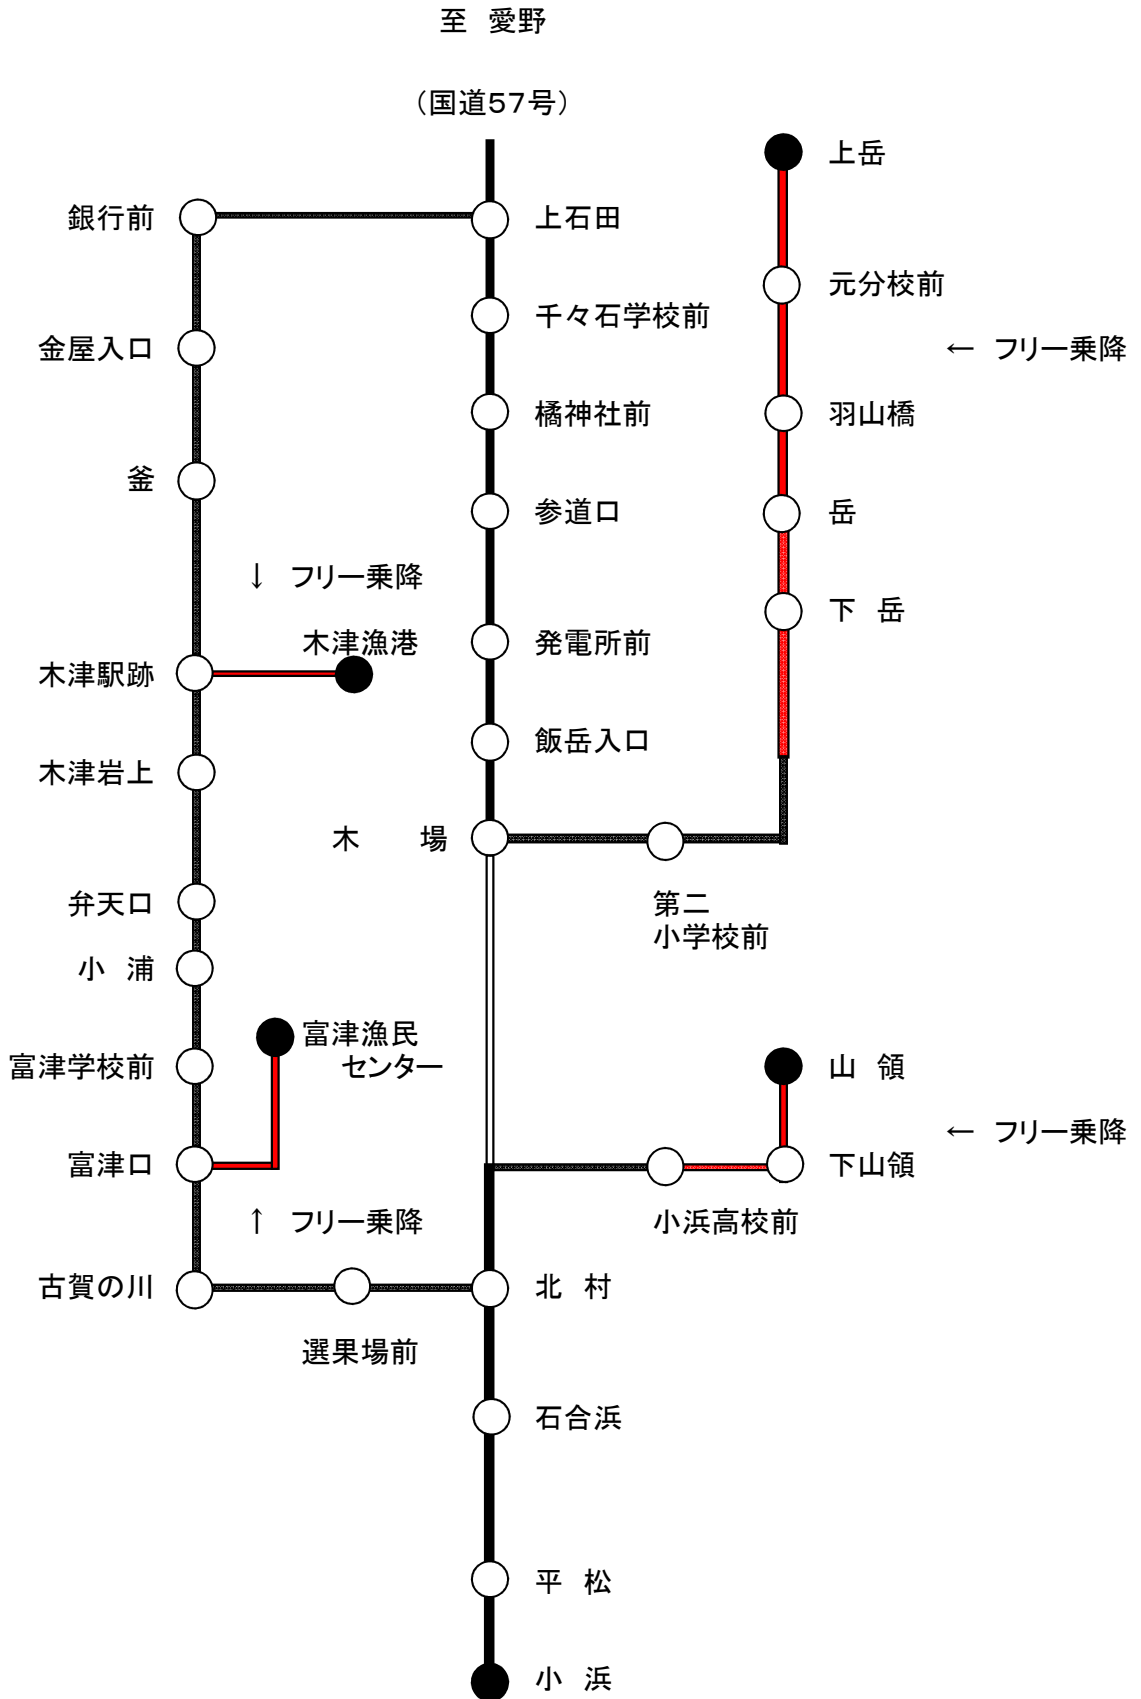 至 愛野
（国道57号）
上岳
銀行前
上石田
元分校前
千々石学校前
金屋入口
← フリー乗降
橘神社前
羽山橋
釜
参道口
岳
↓ フリー乗降
下 岳
木津漁港
発電所前
木津駅跡
飯岳入口
木津岩上
木 場
弁天口
第二
小学校前
小 浦
富津漁民
センター
富津学校前
山 領
← フリー乗降
富津口
下山領
↑ フリー乗降
小浜高校前
古賀の川
北 村
選果場前
石合浜
平 松
小 浜